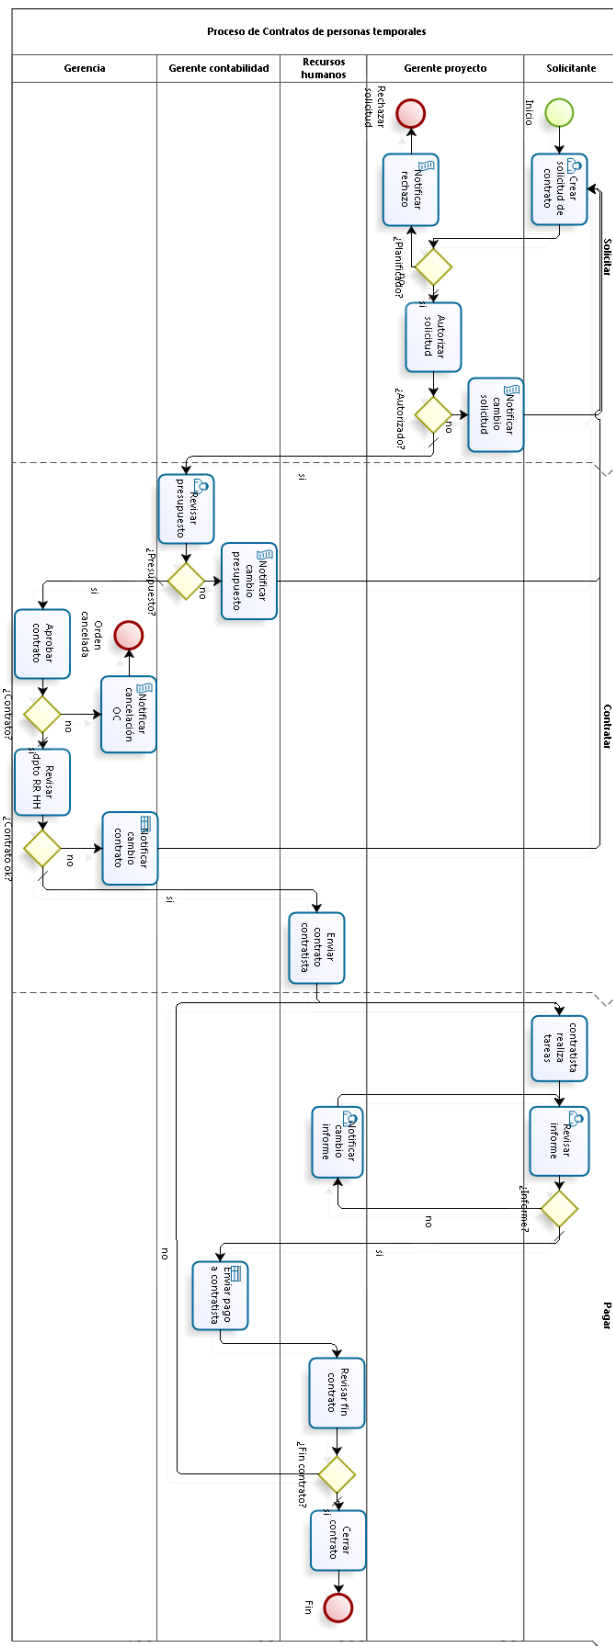 Proceso de Contratos de personas temporales
Gerencia
Gerente contabilidad
Recursos
humanos
Gerente proyecto
Solicitante
Solicitar
Inicio
Crear
solicitud de
contrato
Rechazar
solicitud
Notificar
rechazo
¿Planificado?
no
si
Autorizar
solicitud
¿Autorizado?
no
Notificar
cambio
solicitud
si
Contratar
Revisar
presupuesto
¿Presupuesto?
no
Notificar
cambio
presupuesto
si
Aprobar
contrato
Orden
cancelada
¿Contrato?
no
Notificar
cancelación
OC
si
Revisar
dpto RR HH
¿Contrato ok?
no
Notificar
cambio
contrato
si
Enviar
contrato
contratista
Pagar
contratista
realiza
tareas
Revisar
informe
¿Informe?
no
Notificar
cambio
informe
si
Enviar pago
a contratista
Revisar fin
contrato
¿Fin contrato?
no
si
Cerrar
contrato
Fin